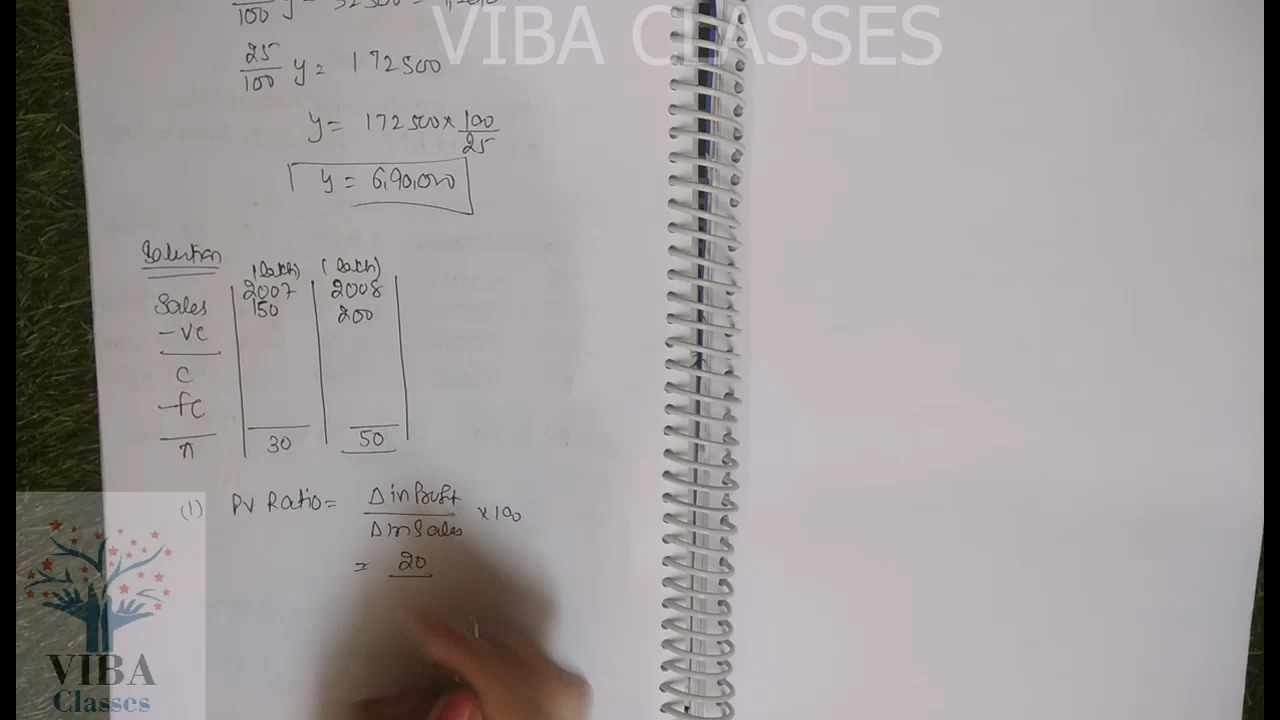 VIBA CLASSES
100
25/100 y = 172500
y = 172500 × 100/25
y = 6,90,000
Solution
(Lakh) (Lakh)
2007 2008
Sales 150 200
-VC
C
-FC
π 30 50
(1) PV Ratio = Δ in Profit / Δ in Sales × 100
= 20
VIBA
Classes